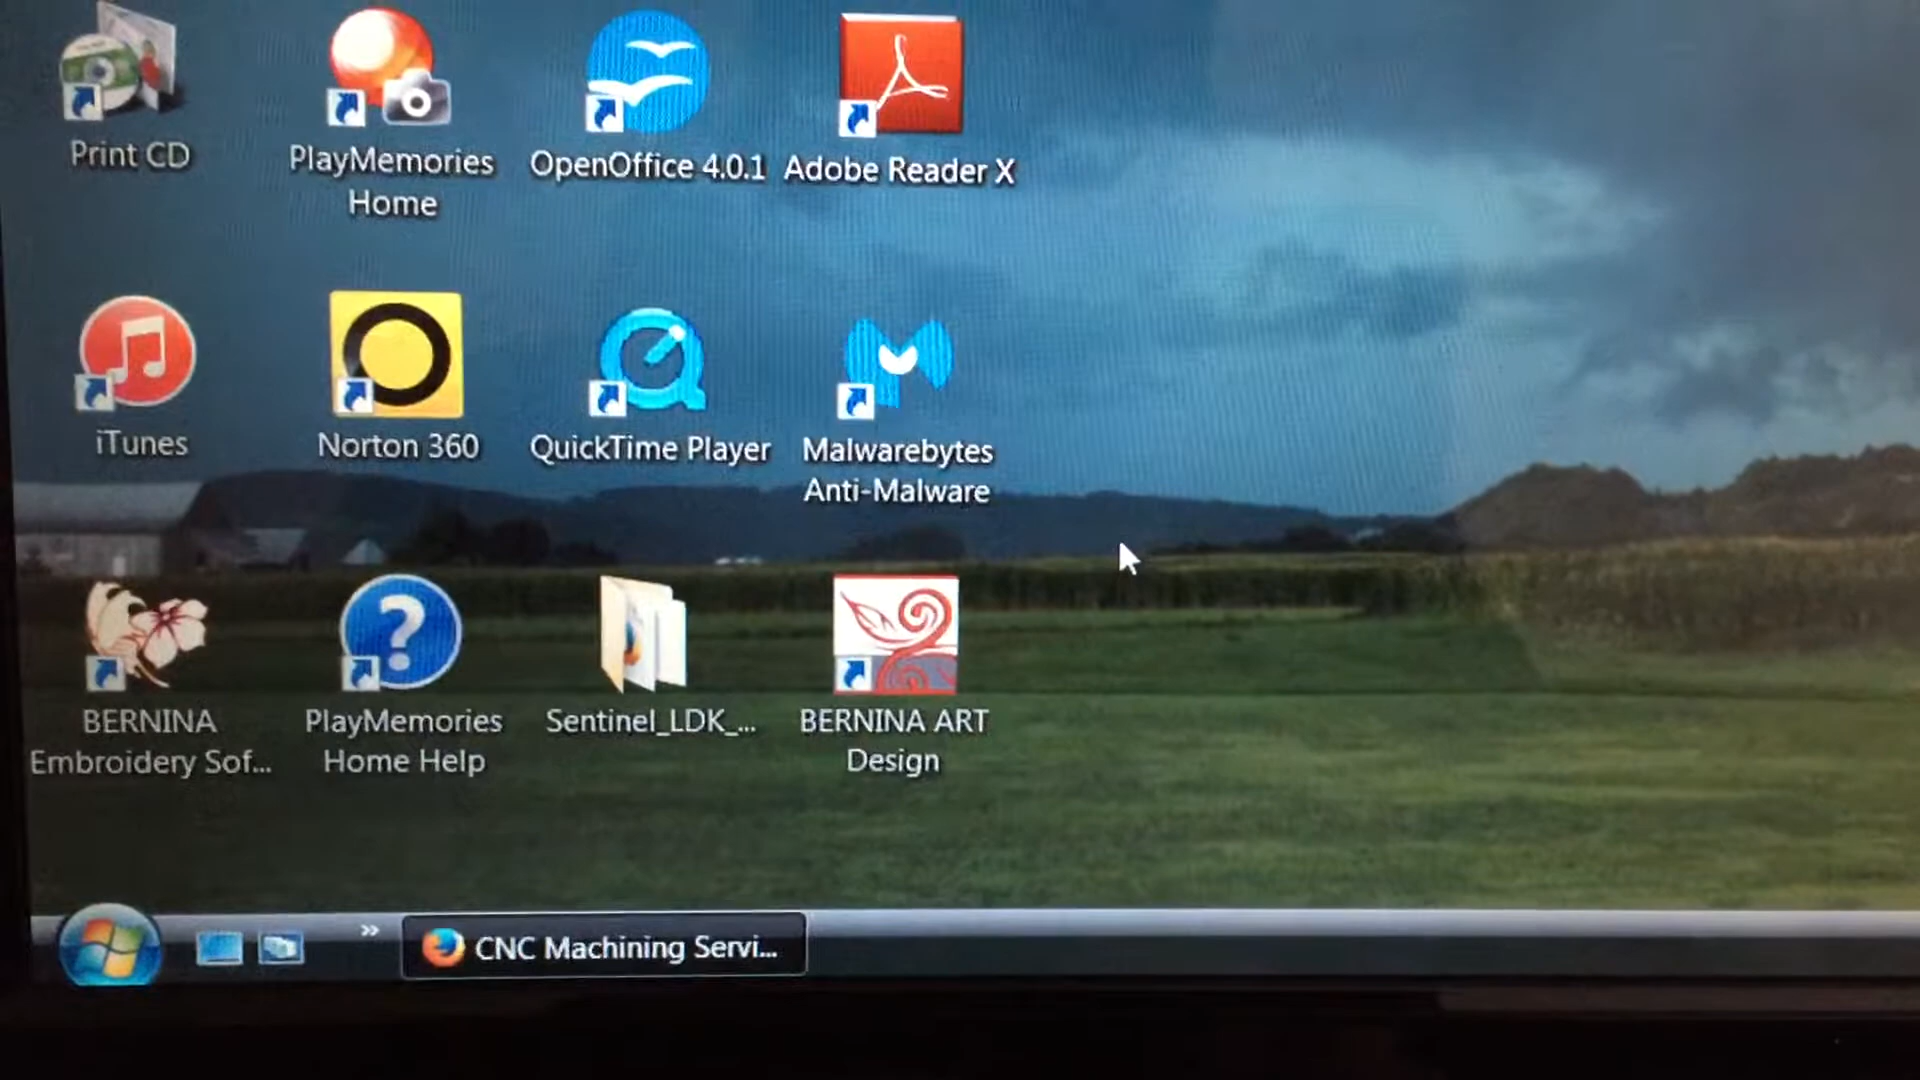 Print CD
PlayMemories
Home
OpenOffice 4.0.1
Adobe Reader X
iTunes
Norton 360
QuickTime Player
Malwarebytes
Anti-Malware
BERNINA
Embroidery Sof...
PlayMemories
Home Help
Sentinel_LDK_...
BERNINA ART
Design
»
CNC Machining Servi...